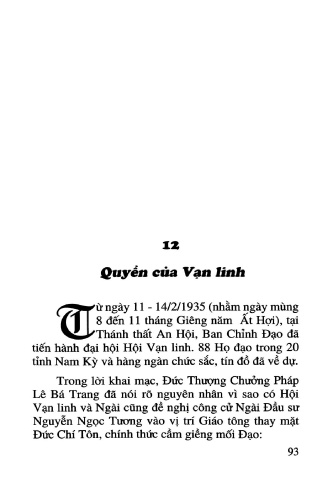 12
Quyền của Vạn linh
Từ ngày 11 - 14/2/1935 (nhằm ngày mùng
8 đến 11 tháng Giêng năm Ất Hợi), tại
Thánh thất An Hội, Ban Chỉnh Đạo đã
tiến hành đại hội Hội Vạn linh. 88 Họ đạo trong 20
tỉnh Nam Kỳ và hàng ngàn chức sắc, tín đồ đã về dự.
Trong lời khai mạc, Đức Thượng Chưởng Pháp
Lê Bá Trang đã nói rõ nguyên nhân vì sao có Hội
Vạn linh và Ngài cũng đề nghị công cử Ngài Đầu sư
Nguyễn Ngọc Tương vào vị trí Giáo tông thay mặt
Đức Chí Tôn, chính thức cầm giềng mối Đạo:
93